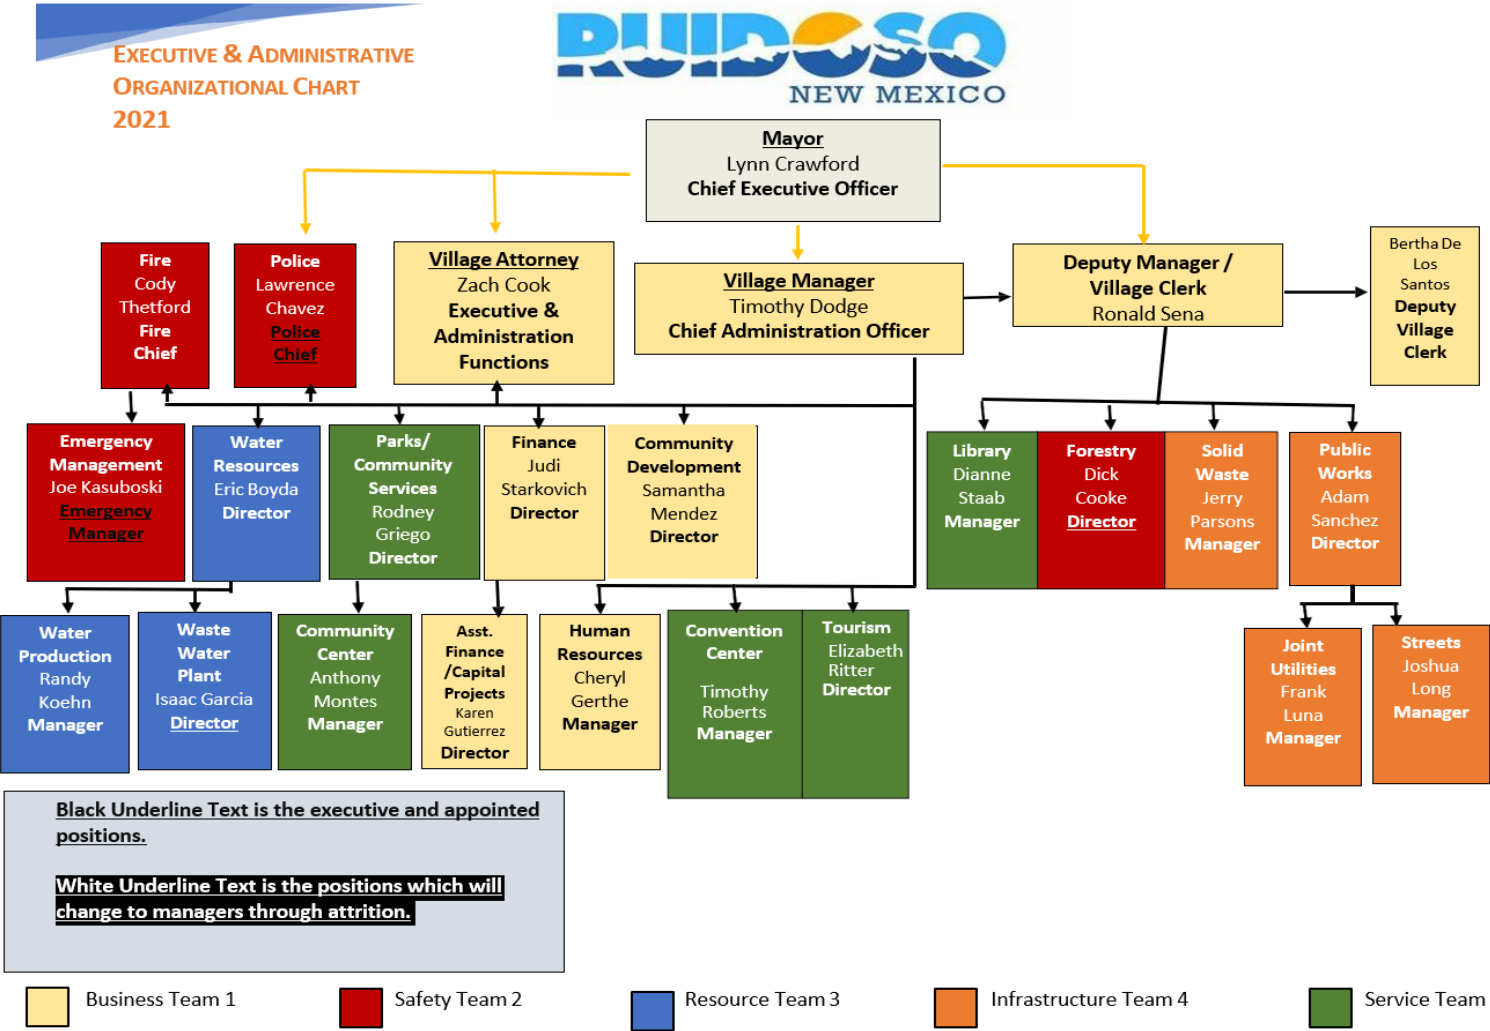 EXECUTIVE & ADMINISTRATIVE
ORGANIZATIONAL CHART
2021
RUIDOSO
NEW MEXICO
Mayor
Lynn Crawford
Chief Executive Officer
Fire
Cody
Thetford
Fire
Chief
Police
Lawrence
Chavez
Police
Chief
Village Attorney
Zach Cook
Executive &
Administration
Functions
Village Manager
Timothy Dodge
Chief Administration Officer
Deputy Manager /
Village Clerk
Ronald Sena
Bertha De
Los
Santos
Deputy
Village
Clerk
Emergency
Management
Joe Kasuboski
Emergency
Manager
Water
Resources
Eric Boyda
Director
Parks/
Community
Services
Rodney
Griego
Director
Finance
Judi
Starkovich
Director
Community
Development
Samantha
Mendez
Director
Library
Dianne
Staab
Manager
Forestry
Dick
Cooke
Director
Solid
Waste
Jerry
Parsons
Manager
Public
Works
Adam
Sanchez
Director
Water
Production
Randy
Koehn
Manager
Waste
Water
Plant
Isaac Garcia
Director
Community
Center
Anthony
Montes
Manager
Asst.
Finance
/Capital
Projects
Karen
Gutierrez
Director
Human
Resources
Cheryl
Gerthe
Manager
Convention
Center
Timothy
Roberts
Manager
Tourism
Elizabeth
Ritter
Director
Joint
Utilities
Frank
Luna
Manager
Streets
Joshua
Long
Manager
Black Underline Text is the executive and appointed
positions.
White Underline Text is the positions which will
change to managers through attrition.
Business Team 1
Safety Team 2
Resource Team 3
Infrastructure Team 4
Service Team